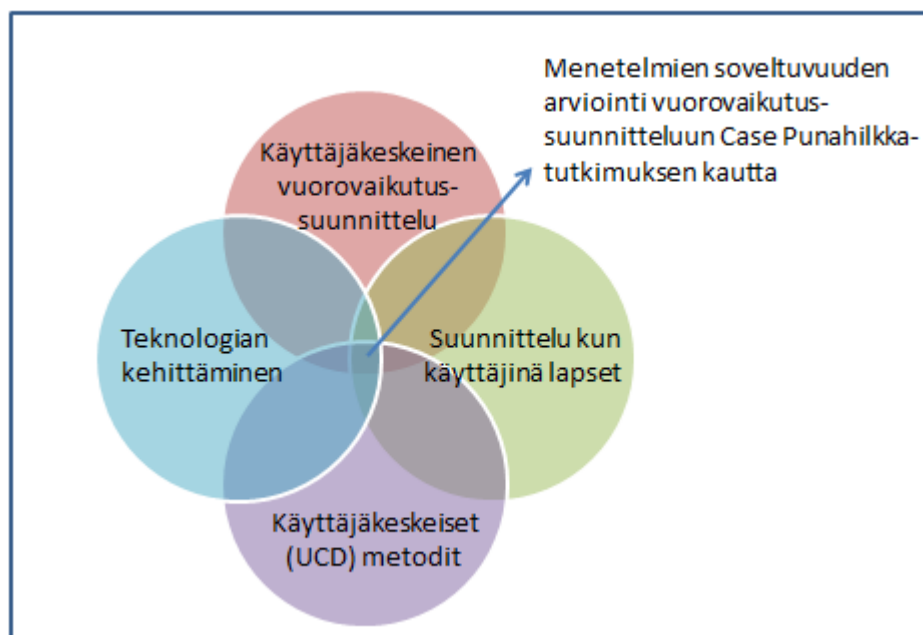 Menetelmien soveltuvuuden
arviointi vuorovaikutus-
suunnitteluun Case Punahilkka-
tutkimuksen kautta
Käyttäjäkeskeinen
vuorovaikutus-
suunnittelu
Teknologian
kehittäminen
Suunnittelu kun
käyttäjinä lapset
Käyttäjäkeskeiset
(UCD) metodit